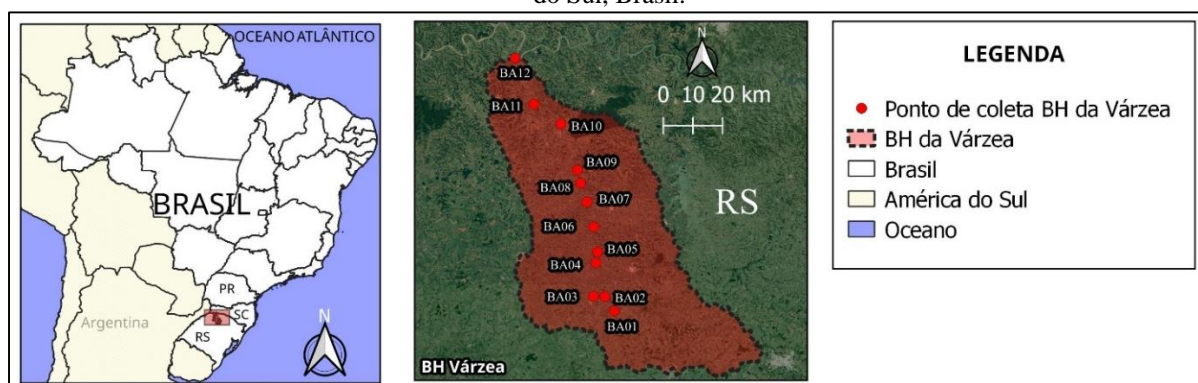 do Sul, Brasil.
OCEANO ATLÂNTICO
BRASIL
PR
SC
RS
Argentina
N
N
0 10 20 km
BA12
BA11
BA10
BA09
BA08
BA07
BA06
BA05
BA04
BA03
BA02
BA01
RS
BH Várzea
LEGENDA
Ponto de coleta BH da Várzea
BH da Várzea
Brasil
América do Sul
Oceano